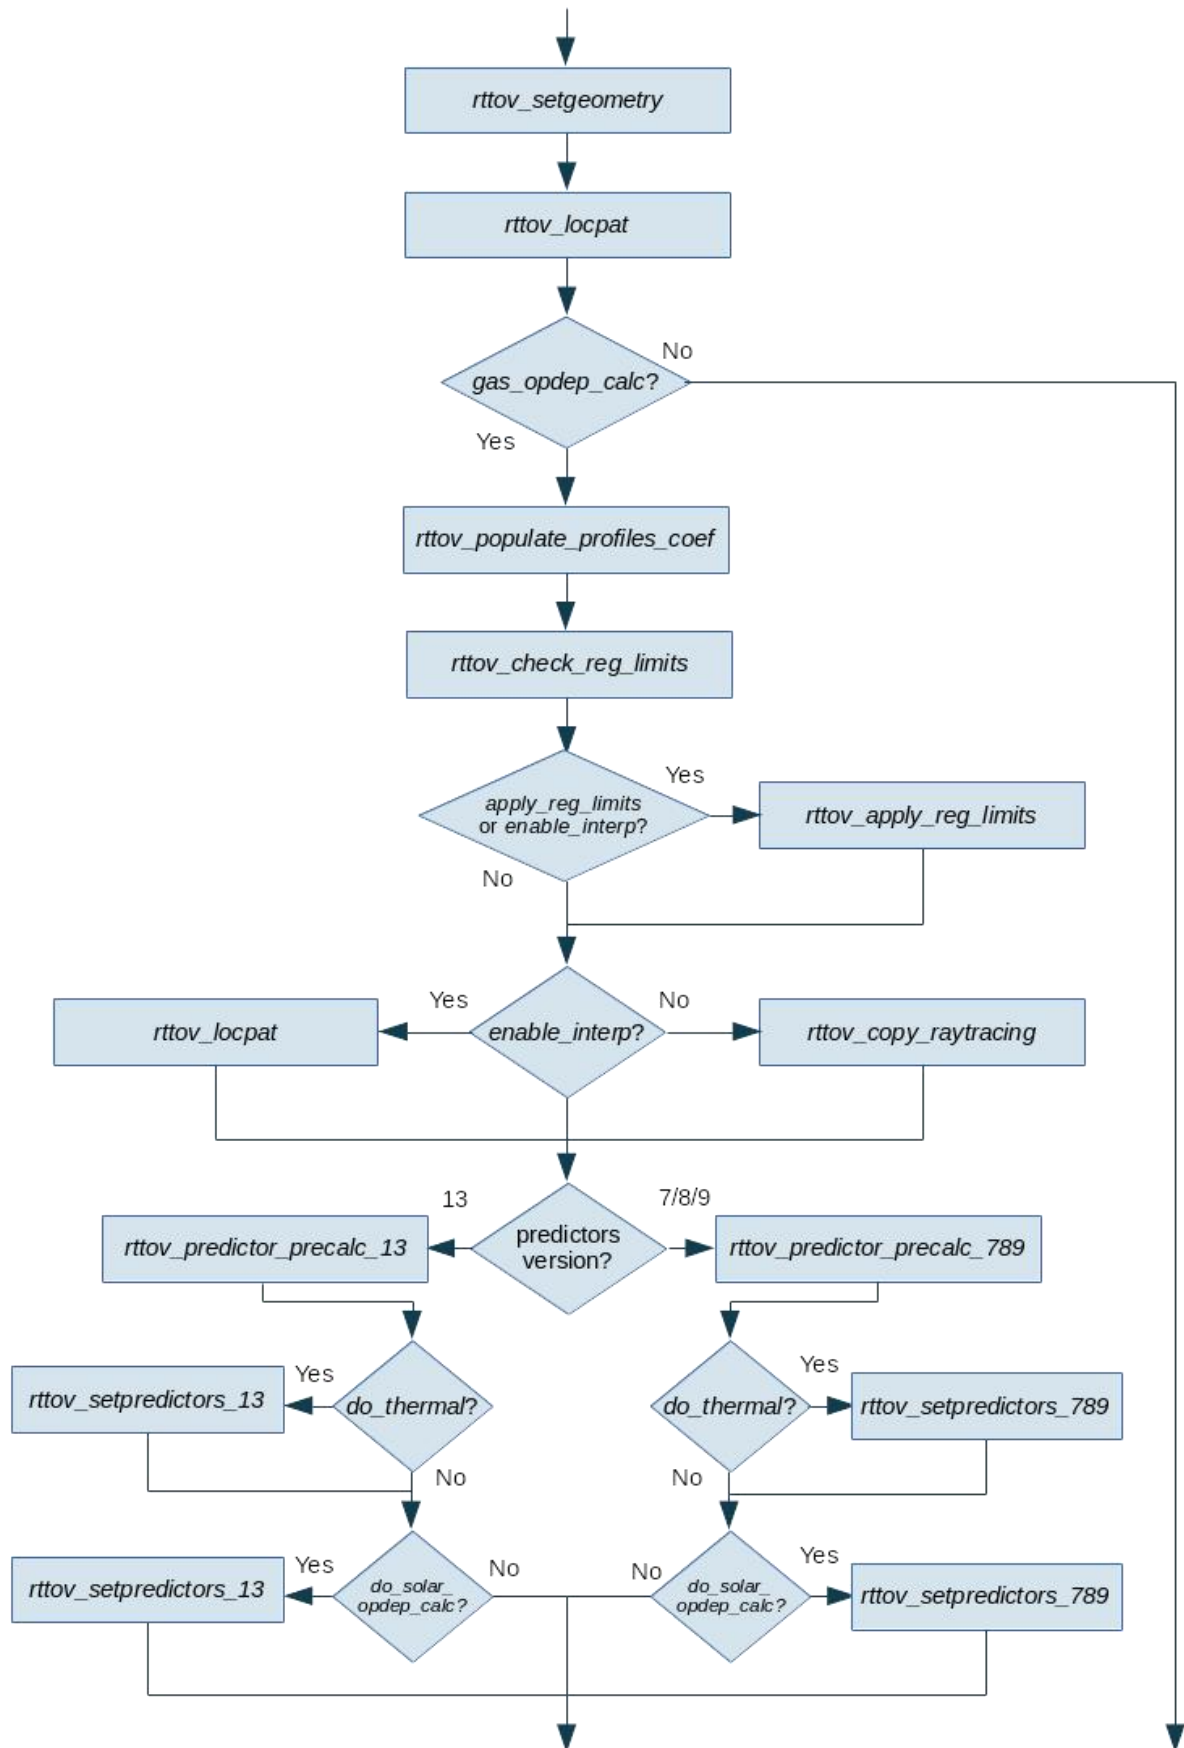 rttov_setgeometry
rttov_locpat
No
gas_opdep_calc?
Yes
rttov_populate_profiles_coef
rttov_check_reg_limits
Yes
apply_reg_limits
or enable_interp?
rttov_apply_reg_limits
No
Yes
No
rttov_locpat
enable_interp?
rttov_copy_raytracing
13
7/8/9
rttov_predictor_precalc_13
predictors
version?
rttov_predictor_precalc_789
Yes
Yes
rttov_setpredictors_13
do_thermal?
do_thermal?
rttov_setpredictors_789
No
No
Yes
No
No
Yes
rttov_setpredictors_13
do_solar_
opdep_calc?
do_solar_
opdep_calc?
rttov_setpredictors_789